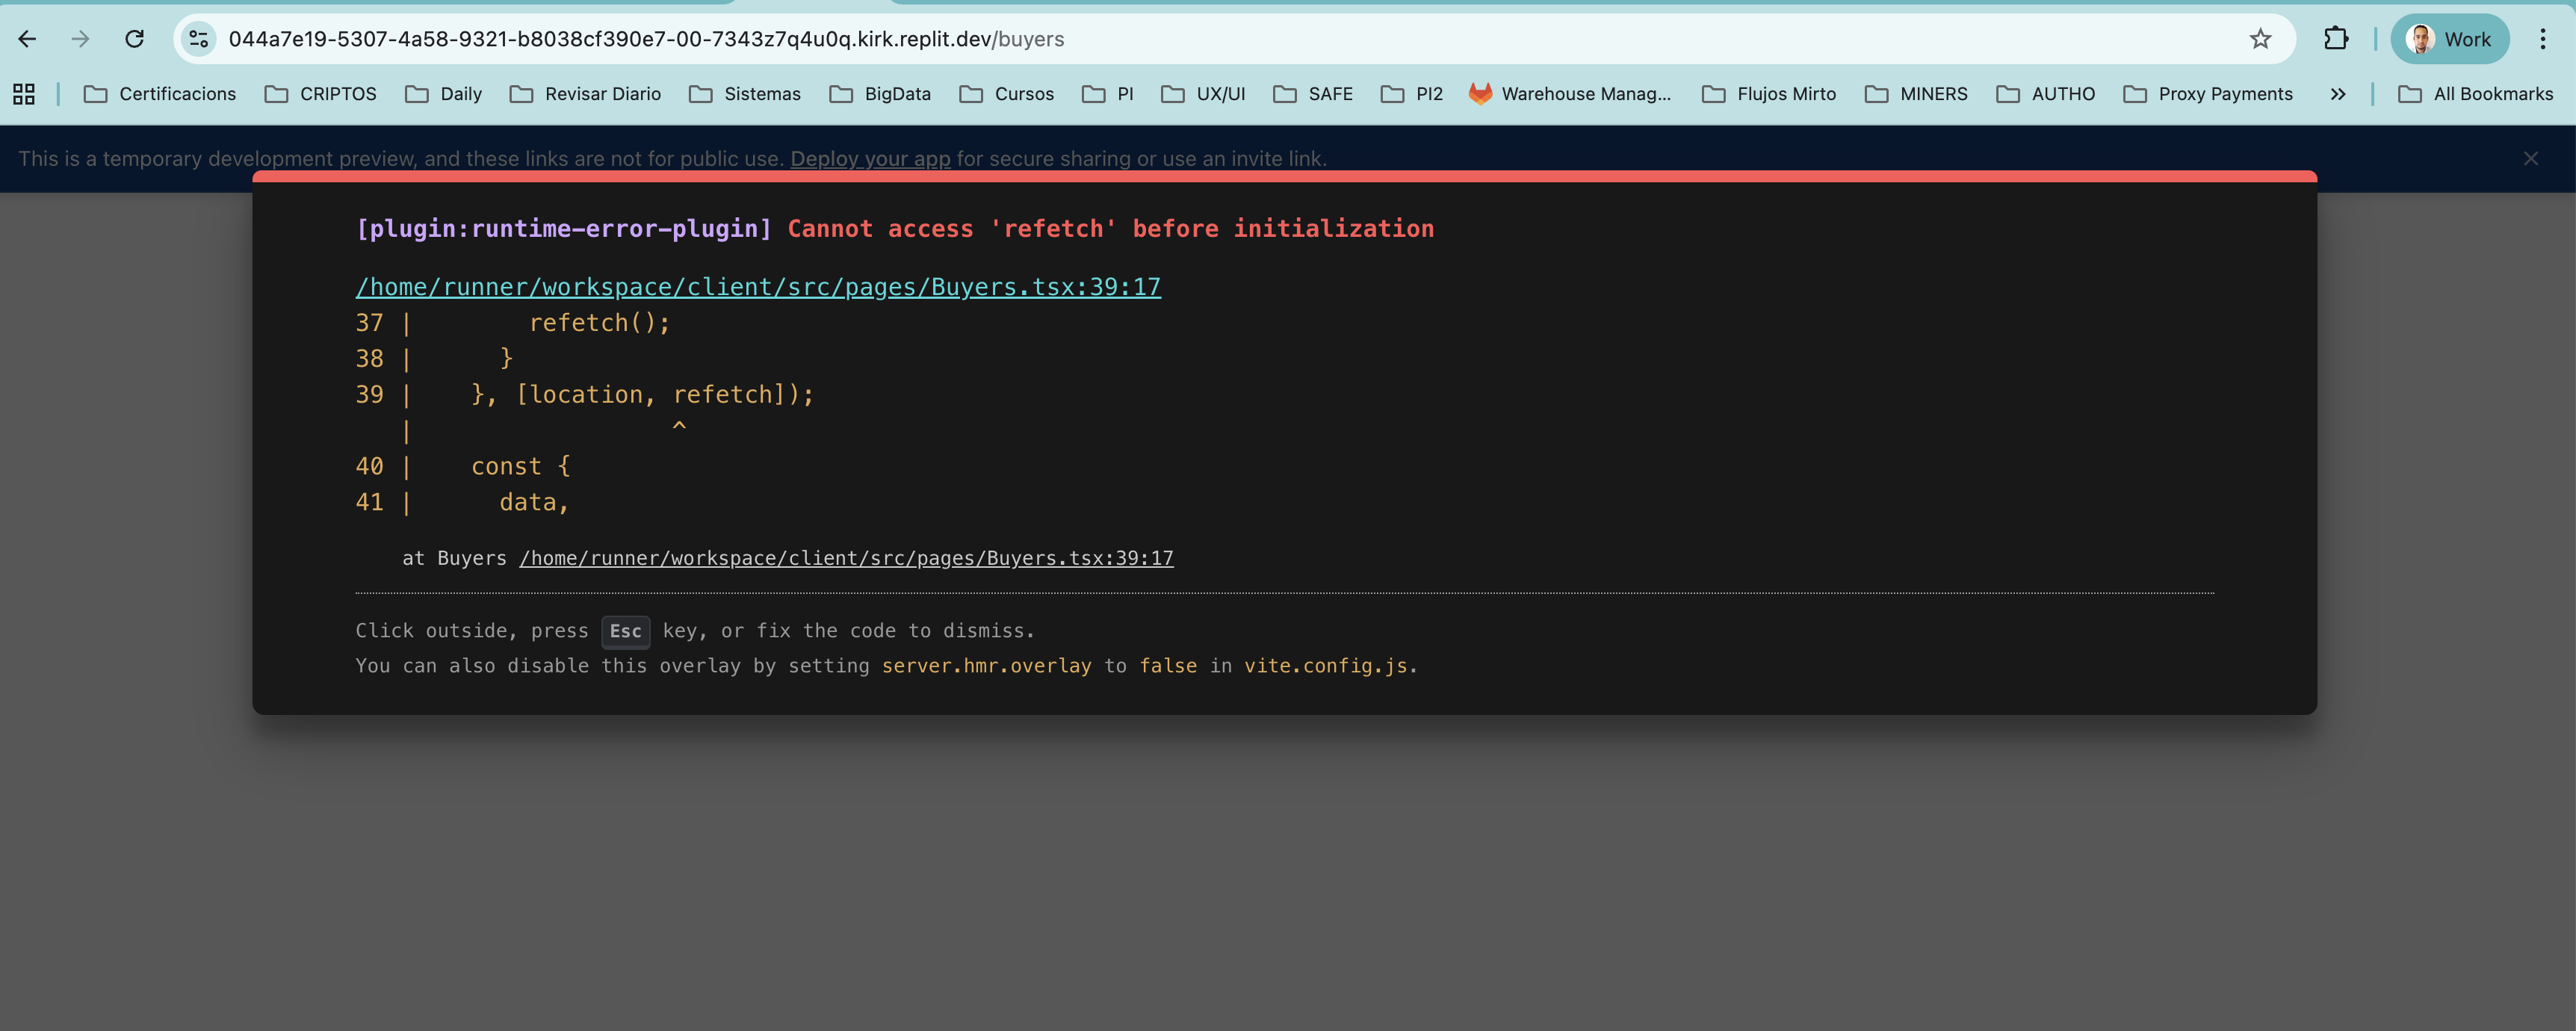 044a7e19-5307-4a58-9321-b8038cf390e7-00-7343z7q4u0q.kirk.replit.dev/buyers
Work
Certificacions CRIPTOS Daily Revisar Diario Sistemas BigData Cursos PI UX/UI SAFE PI2 Warehouse Manag... Flujos Mirto MINERS AUTHO Proxy Payments » All Bookmarks
This is a temporary development preview, and these links are not for public use. Deploy your app for secure sharing or use an invite link.
[plugin:runtime-error-plugin] Cannot access 'refetch' before initialization
/home/runner/workspace/client/src/pages/Buyers.tsx:39:17
37 |        refetch();
38 |      }
39 |    }, [location, refetch]);
   |                  ^
40 |    const {
41 |      data,
at Buyers /home/runner/workspace/client/src/pages/Buyers.tsx:39:17
Click outside, press Esc key, or fix the code to dismiss.
You can also disable this overlay by setting server.hmr.overlay to false in vite.config.js.